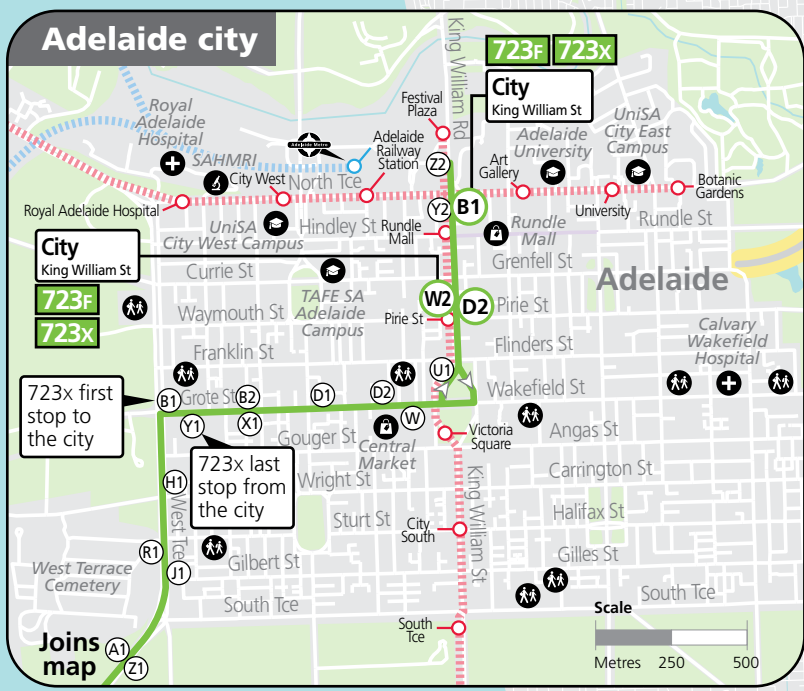 Adelaide city
723F 723X
City
King William St
King William Rd
Festival
Plaza
Royal
Adelaide
Hospital
Adelaide Metro
Adelaide
Railway
Station
Z2
SAHMRI
City West
North Tce
Art
Gallery
Adelaide
University
UniSA
City East
Campus
Botanic
Gardens
Royal Adelaide Hospital
Y2
B1
University
Rundle St
UniSA
City West Campus
Hindley St
Rundle
Mall
Rundle
Mall
City
King William St
723F
723X
Currie St
Grenfell St
Adelaide
TAFE SA
Adelaide
Campus
W2
D2
Waymouth St
Pirie St
Pirie St
Franklin St
Flinders St
Calvary
Wakefield
Hospital
U1
723x first
stop to
the city
B1
Grote St
B2
D1
D2
Wakefield St
Y1
X1
W
Gouger St
Central
Market
Victoria
Square
Angas St
723x last
stop from
the city
H1
West Tce
Wright St
King William St
Carrington St
Sturt St
City
South
Halifax St
R1
J1
Gilbert St
Gilles St
West Terrace
Cemetery
South Tce
South Tce
South
Tce
Joins
map
A1
Z1
Scale
Metres 250 500